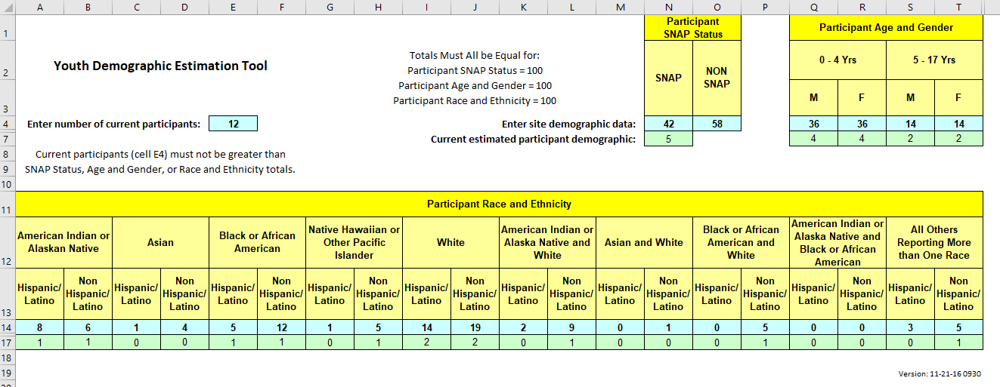 A B C D E F G H I J K L M N O P Q R S T
1
Participant
SNAP Status
Participant Age and Gender
2
Youth Demographic Estimation Tool
Totals Must All be Equal for:
Participant SNAP Status = 100
Participant Age and Gender = 100
Participant Race and Ethnicity = 100
SNAP
NON
SNAP
0 - 4 Yrs
5 - 17 Yrs
3
M F M F
4 Enter number of current participants: 12 Enter site demographic data: 42 58 36 36 14 14
7 Current estimated participant demographic: 5 4 4 2 2
8 Current participants (cell E4) must not be greater than
9 SNAP Status, Age and Gender, or Race and Ethnicity totals.
10
11 Participant Race and Ethnicity
12
American Indian or
Alaskan Native
Asian
Black or African
American
Native Hawaiian or
Other Pacific
Islander
White
American Indian or
Alaska Native and
White
Asian and White
Black or African
American and
White
American Indian or
Alaska Native and
Black or African
American
All Others
Reporting More
than One Race
13
Hispanic/
Latino
Non
Hispanic/
Latino
Hispanic/
Latino
Non
Hispanic/
Latino
Hispanic/
Latino
Non
Hispanic/
Latino
Hispanic/
Latino
Non
Hispanic/
Latino
Hispanic/
Latino
Non
Hispanic/
Latino
Hispanic/
Latino
Non
Hispanic/
Latino
Hispanic/
Latino
Non
Hispanic/
Latino
Hispanic/
Latino
Non
Hispanic/
Latino
Hispanic/
Latino
Non
Hispanic/
Latino
Hispanic/
Latino
Non
Hispanic/
Latino
14 8 6 1 4 5 12 1 5 14 19 2 9 0 1 0 5 0 0 3 5
17 1 1 0 0 1 1 0 1 2 2 0 1 0 0 0 1 0 0 0 1
18
19 Version: 11-21-16 0930